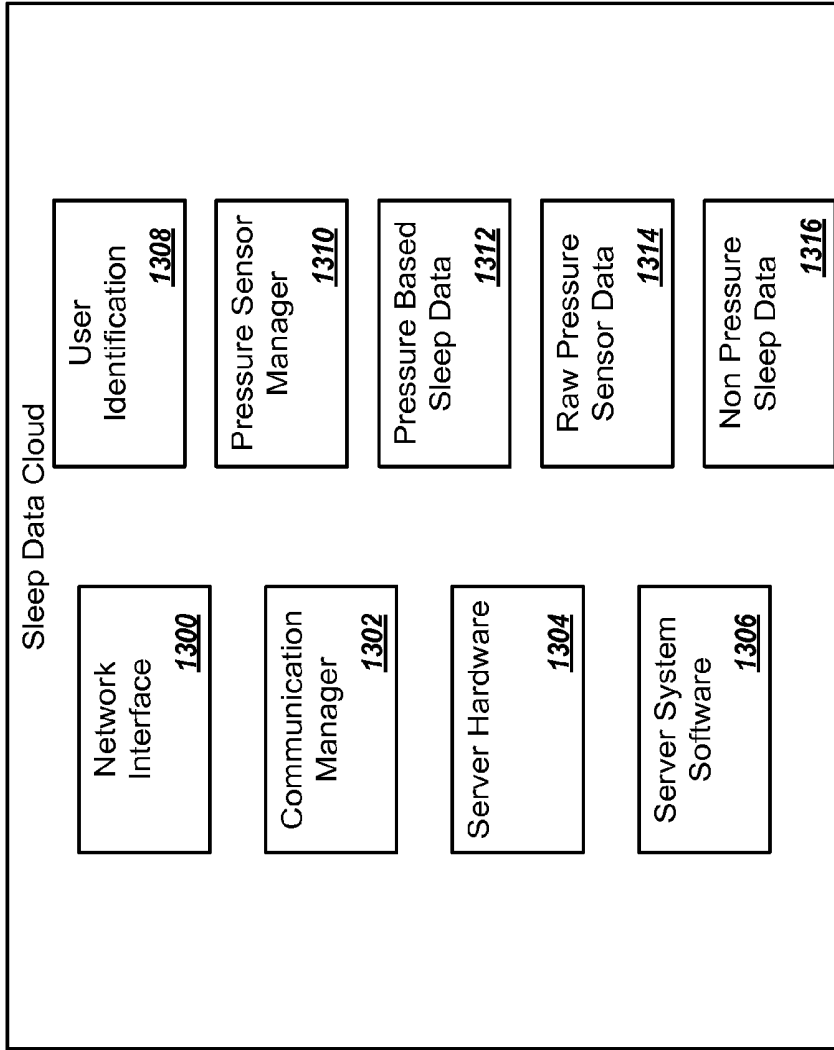 Sleep Data Cloud
Network
Interface
1300
Communication
Manager
1302
Server Hardware
1304
Server System
Software
1306
User
Identification
1308
Pressure Sensor
Manager
1310
Pressure Based
Sleep Data
1312
Raw Pressure
Sensor Data
1314
Non Pressure
Sleep Data
1316